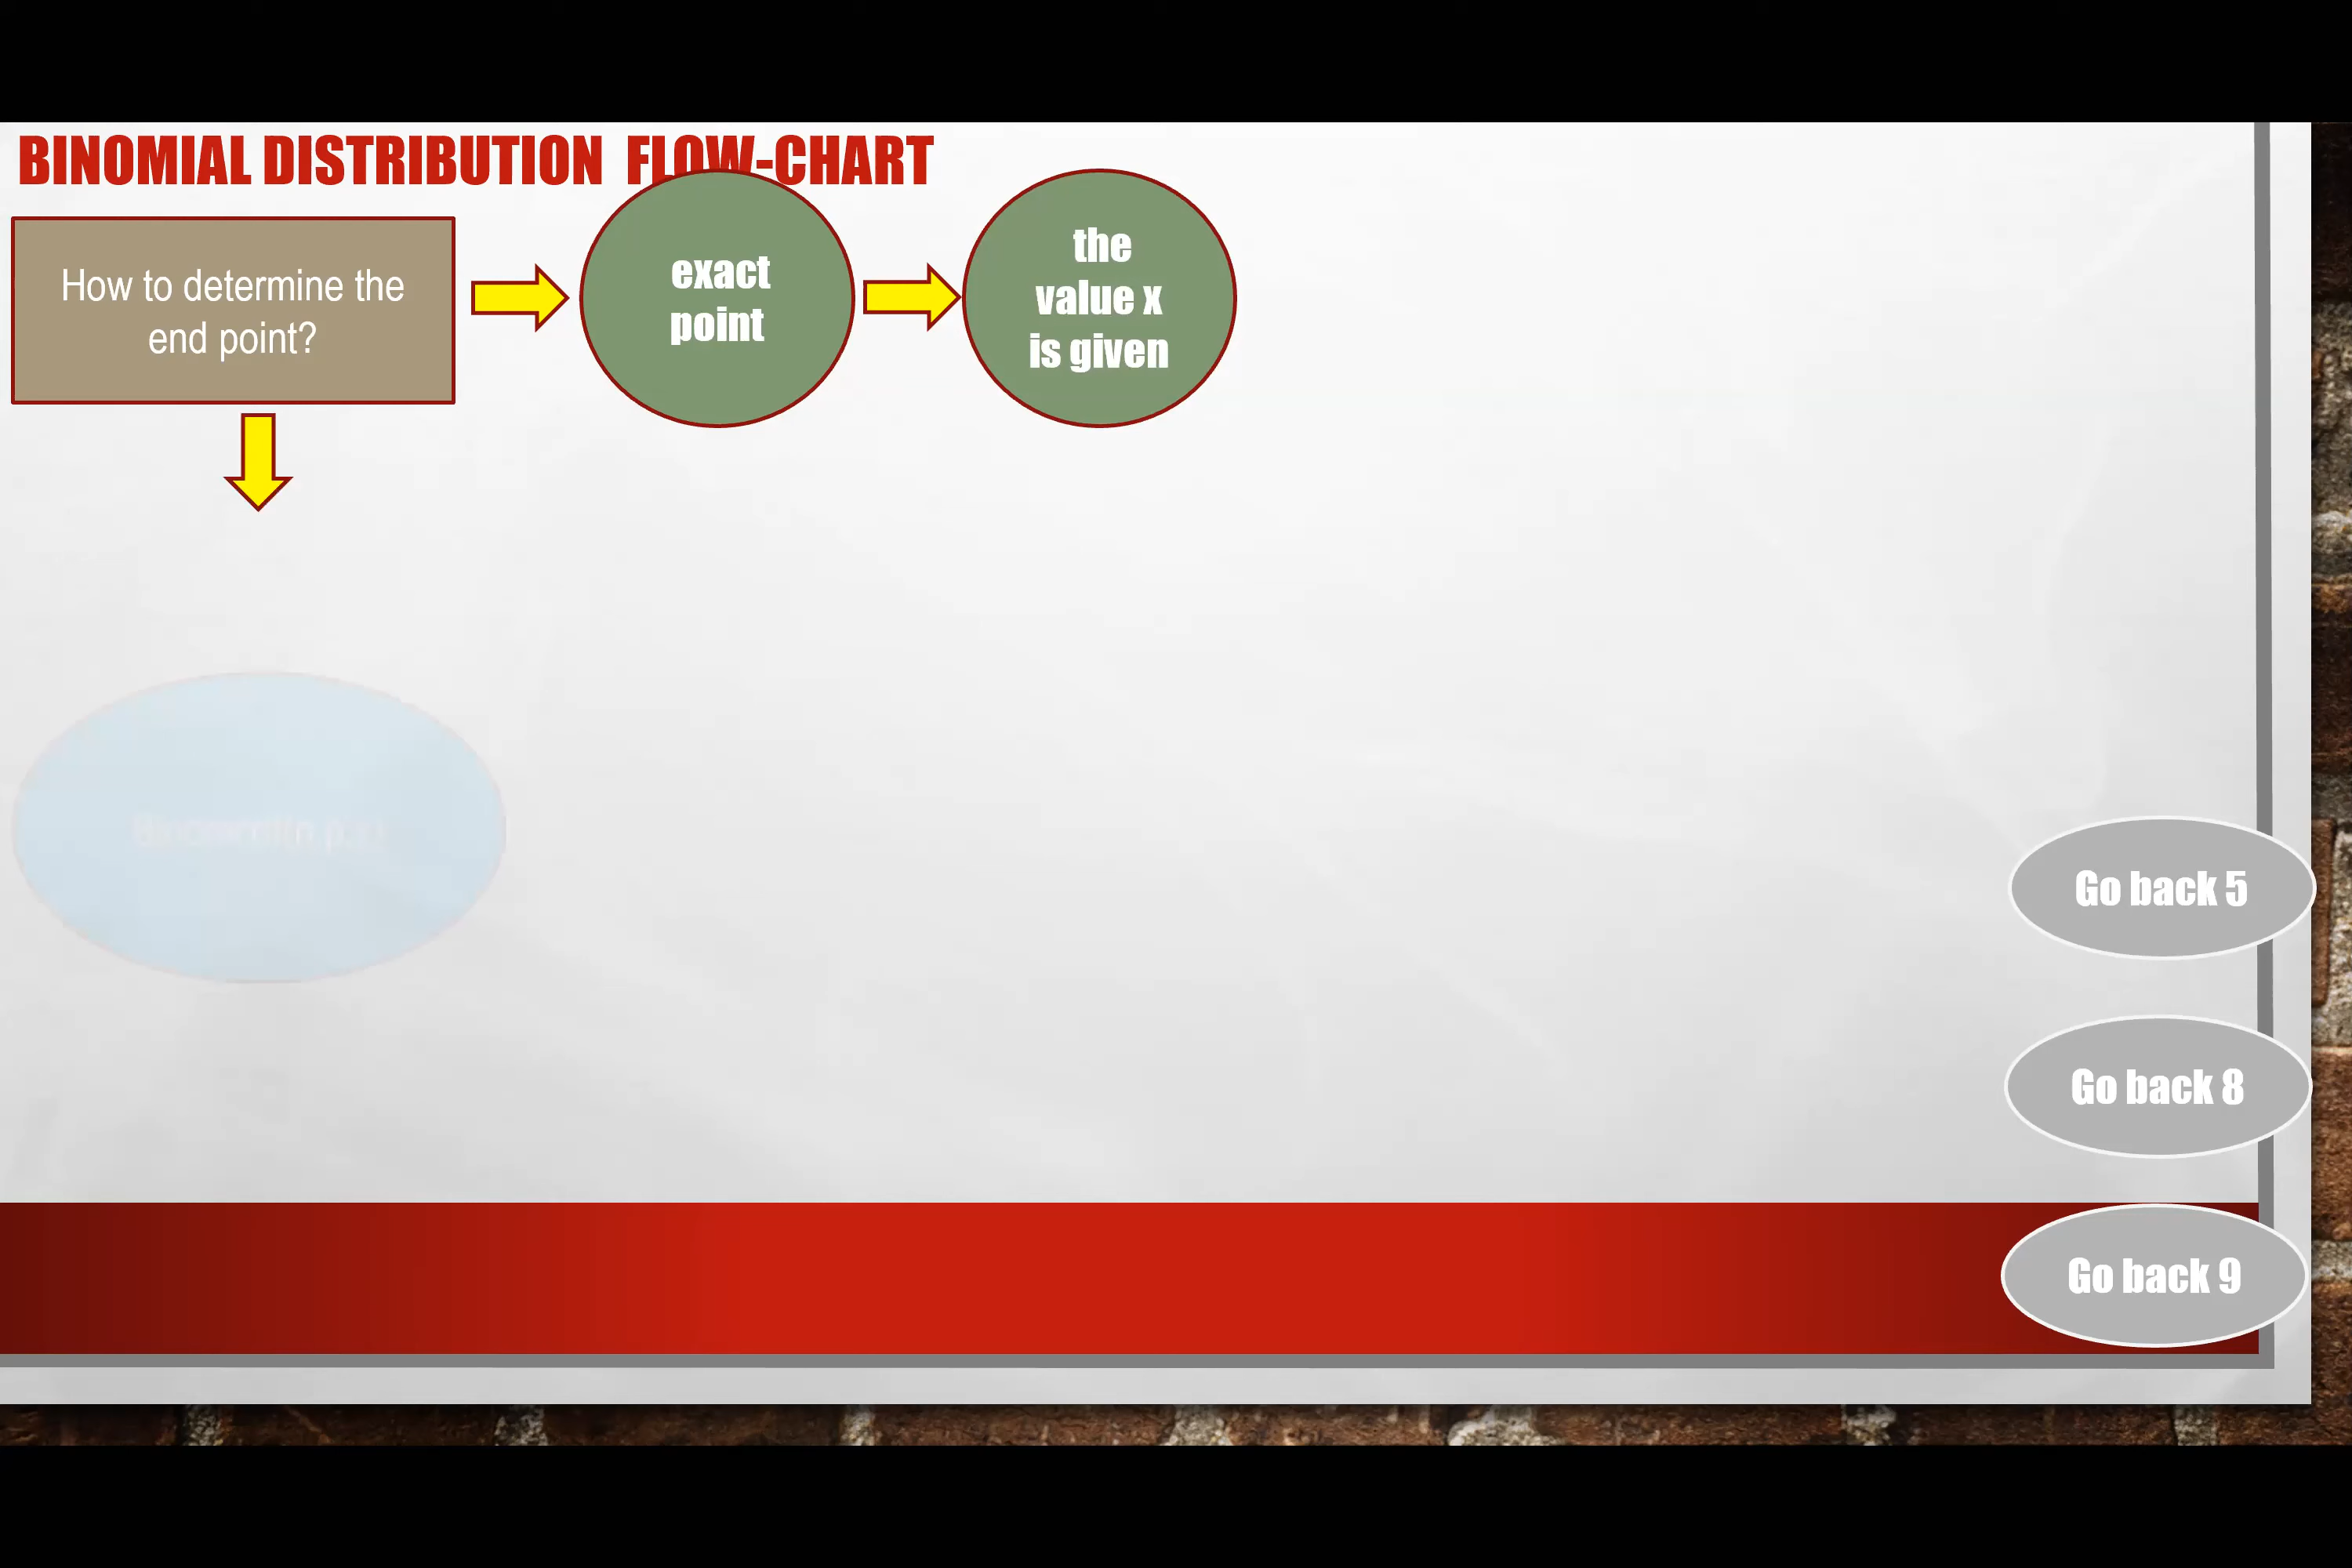 BINOMIAL DISTRIBUTION FLOW-CHART
How to determine the
end point?
exact
point
the
value x
is given
Go back 5
Go back 8
Go back 9